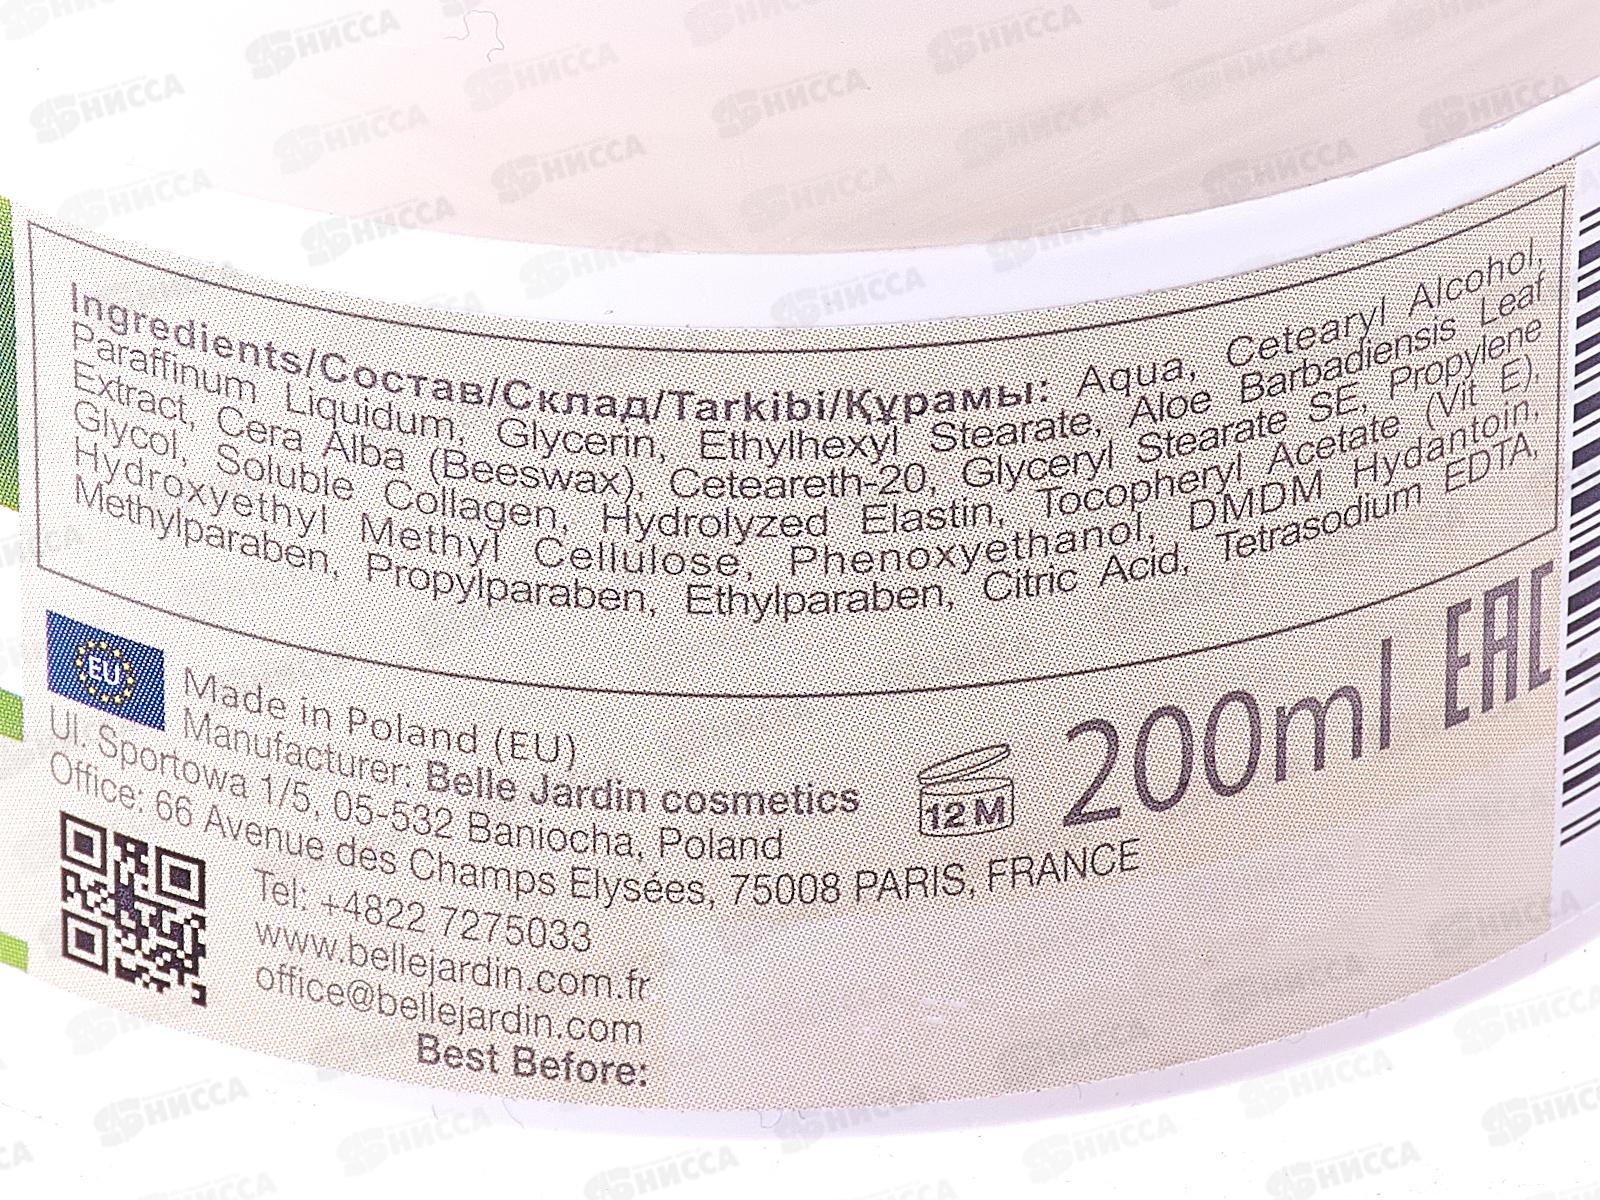 Ingredients/Состав/Склад/Tarkibi/Құрамы: Aqua, Cetearyl Alcohol,
Paraffinum Liquidum, Glycerin, Ethylhexyl Stearate, Aloe Barbadiensis Leaf
Extract, Cera Alba (Beeswax), Ceteareth-20, Glyceryl Stearate SE, Propylene
Glycol, Soluble Collagen, Hydrolyzed Elastin, Tocopheryl Acetate (Vit E),
Hydroxyethyl Methyl Cellulose, Phenoxyethanol, DMDM Hydantoin,
Methylparaben, Propylparaben, Ethylparaben, Citric Acid, Tetrasodium EDTA,
EU
Made in Poland (EU)
Manufacturer: Belle Jardin cosmetics
Ul. Sportowa 1/5, 05-532 Baniocha, Poland
Office: 66 Avenue des Champs Elysées, 75008 PARIS, FRANCE
12 M
200ml
EAC
Tel: +4822 7275033
www.bellejardin.com.fr
office@bellejardin.com
Best Before:
НИССА